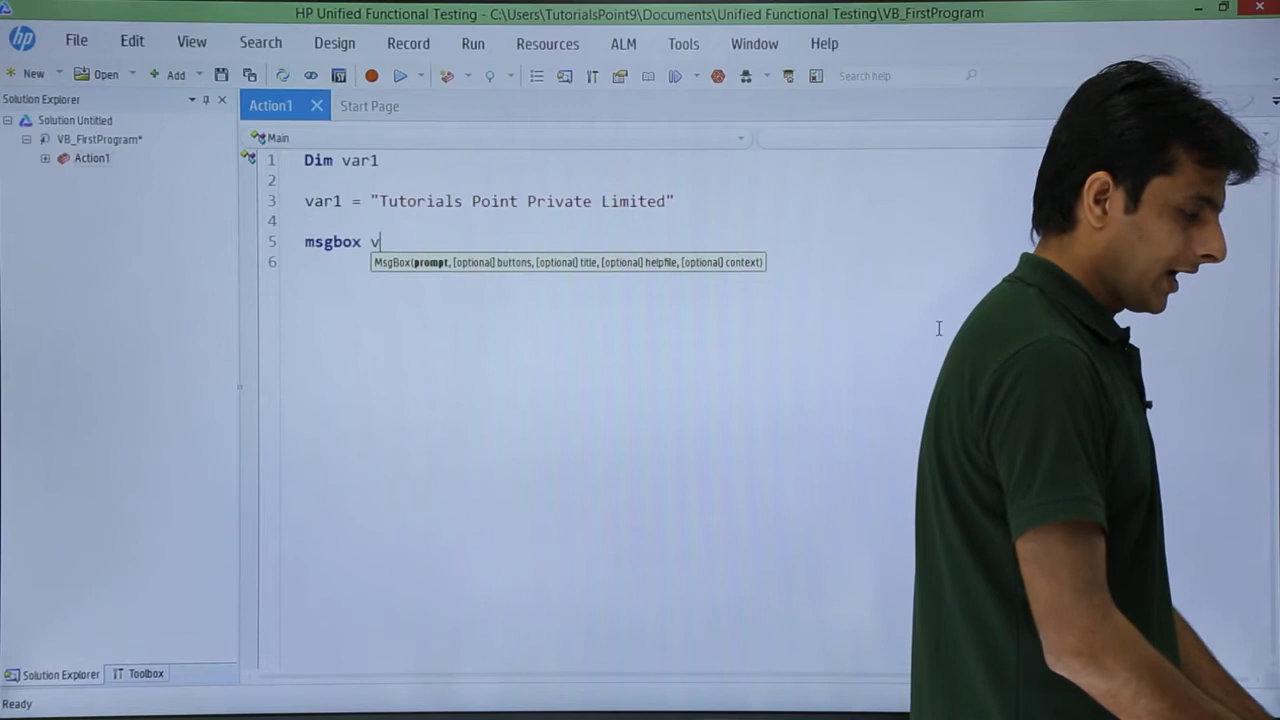 HP Unified Functional Testing - C:\Users\TutorialsPoint9\Documents\Unified Functional Testing\VB_FirstProgram
hp File Edit View Search Design Record Run Resources ALM Tools Window Help
New Open Add Search help
Solution Explorer
Action1 Start Page
Solution Untitled
VB_FirstProgram*
Action1
Main
1 Dim var1
2
3 var1 = "Tutorials Point Private Limited"
4
5 msgbox v
6
MsgBox(prompt, [optional] buttons, [optional] title, [optional] helpfile, [optional] context)
Solution Explorer Toolbox
Ready